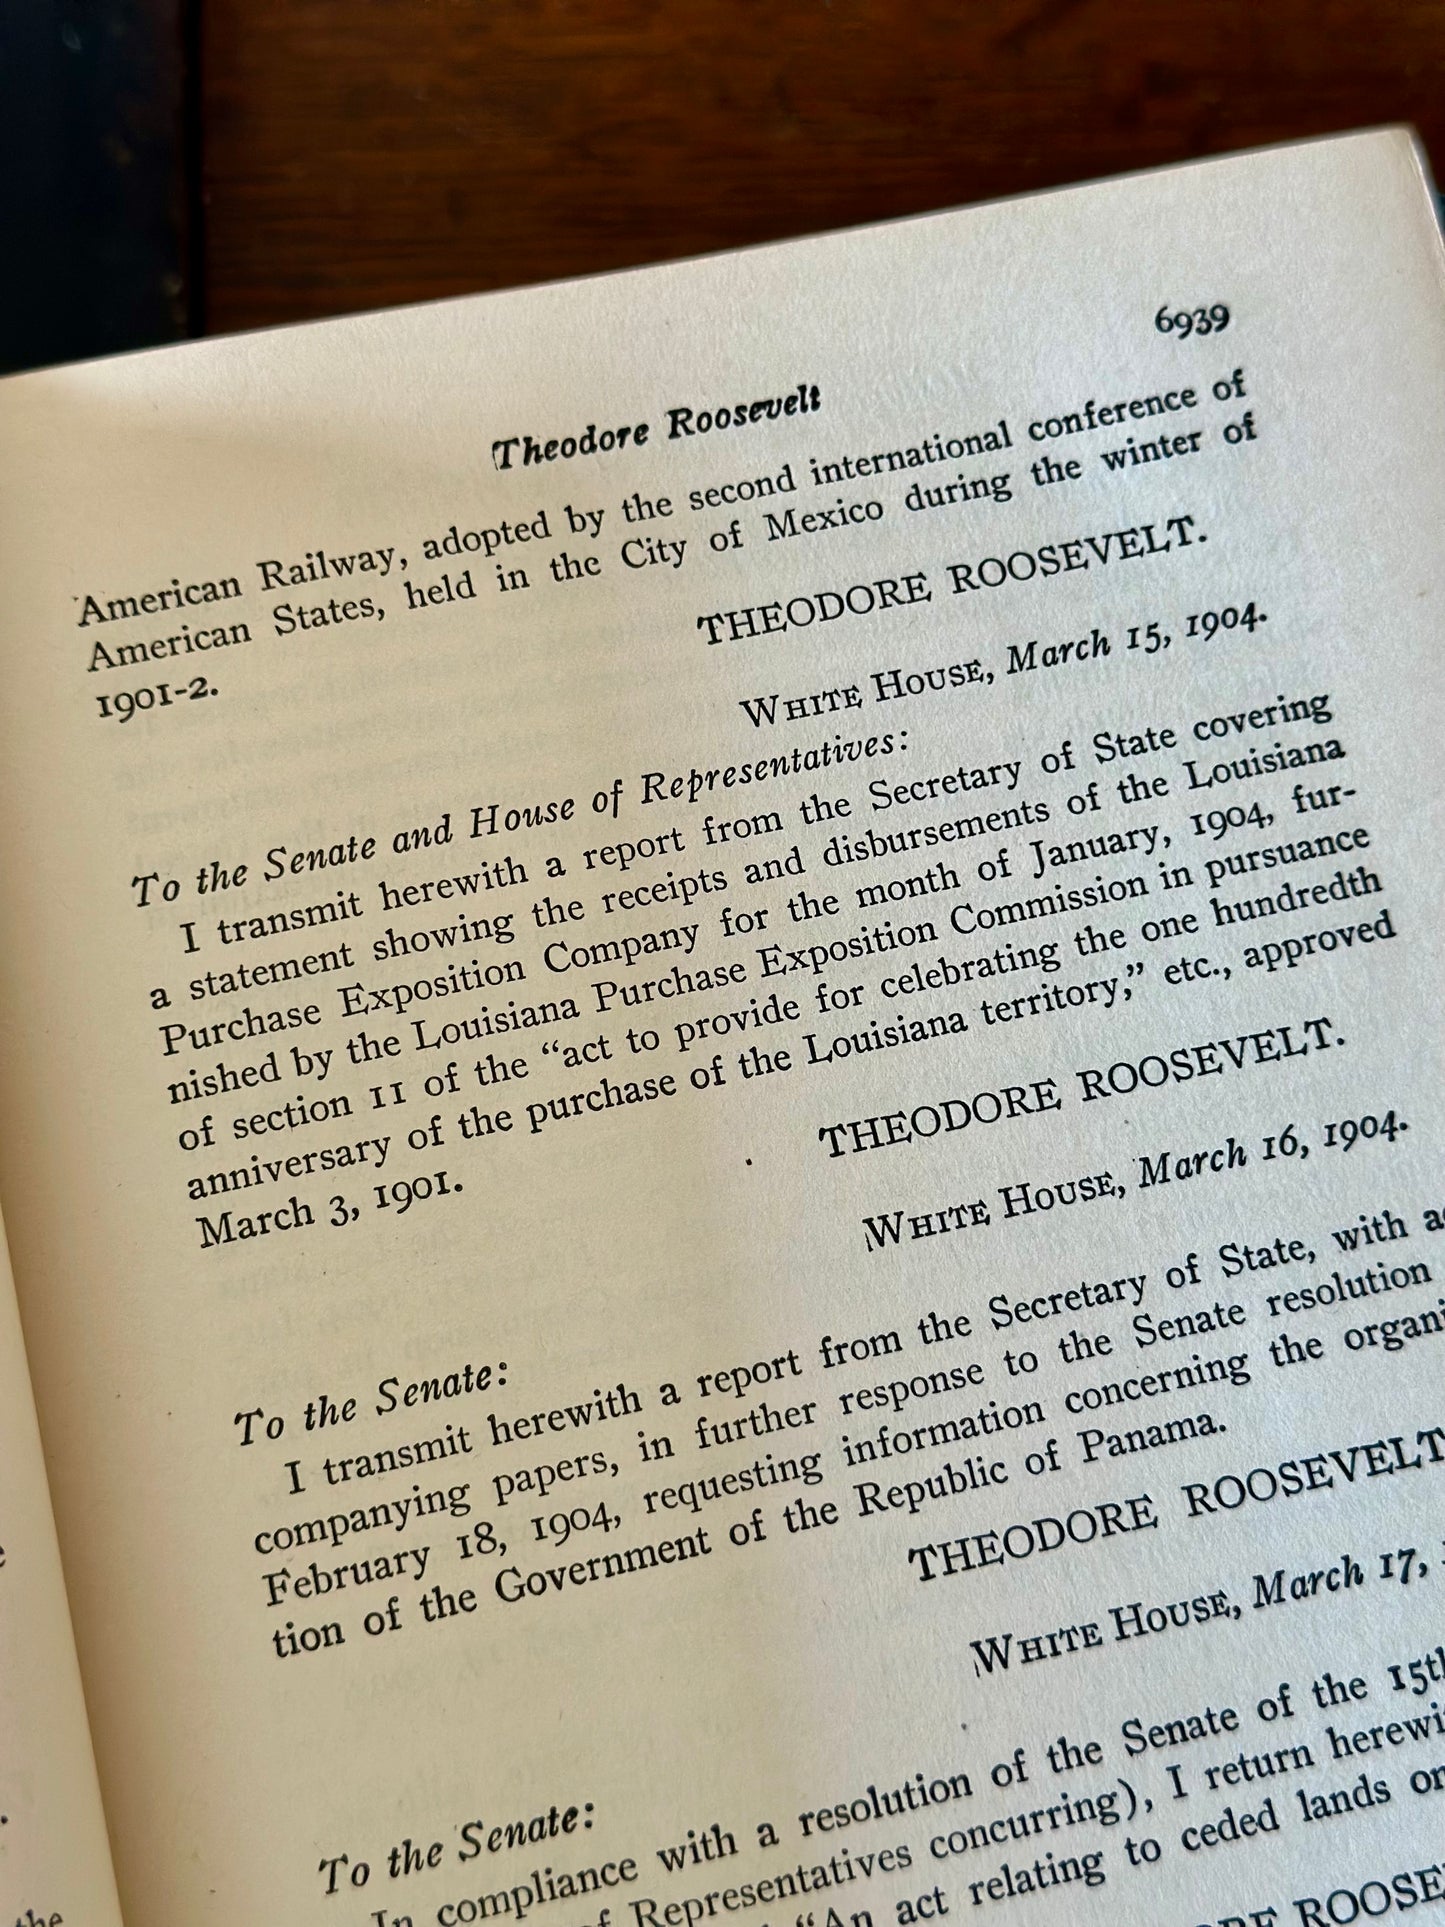 6939
Theodore Roosevelt
American Railway, adopted by the second international conference of
American States, held in the City of Mexico during the winter of
1901-2.
THEODORE ROOSEVELT.
WHITE HOUSE, March 15, 1904.
To the Senate and House of Representatives:
I transmit herewith a report from the Secretary of State covering
a statement showing the receipts and disbursements of the Louisiana
Purchase Exposition Company for the month of January, 1904, fur-
nished by the Louisiana Purchase Exposition Commission in pursuance
of section 11 of the “act to provide for celebrating the one hundredth
anniversary of the purchase of the Louisiana territory,” etc., approved
March 3, 1901.
THEODORE ROOSEVELT.
WHITE HOUSE, March 16, 1904.
To the Senate:
I transmit herewith a report from the Secretary of State, with
companying papers, in further response to the Senate resolution
February 18, 1904, requesting information concerning the organi
tion of the Government of the Republic of Panama.
THEODORE ROOSEVELT
WHITE HOUSE, March 17,
To the Senate:
In compliance with a resolution of the Senate of the 15th
of Representatives concurring), I return herewi
“An act relating to ceded lands on
ROOSE
the